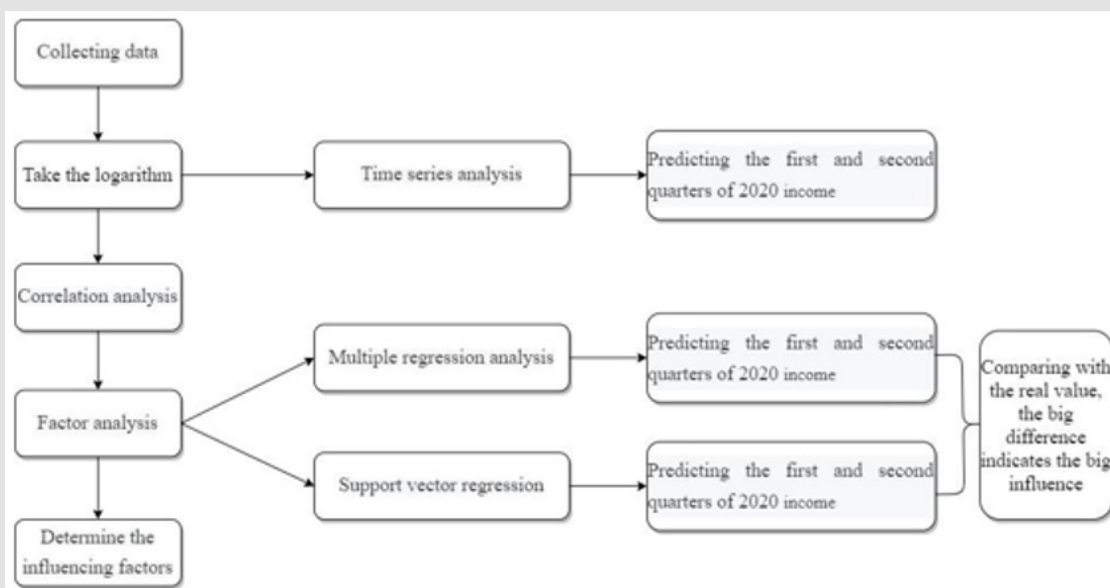 Collecting data
Take the logarithm
Time series analysis
Predicting the first and second
quarters of 2020 income
Correlation analysis
Multiple regression analysis
Predicting the first and second
quarters of 2020 income
Comparing with
the real value,
the big
difference
indicates the big
influence
Factor analysis
Support vector regression
Predicting the first and second
quarters of 2020 income
Determine the
influencing factors